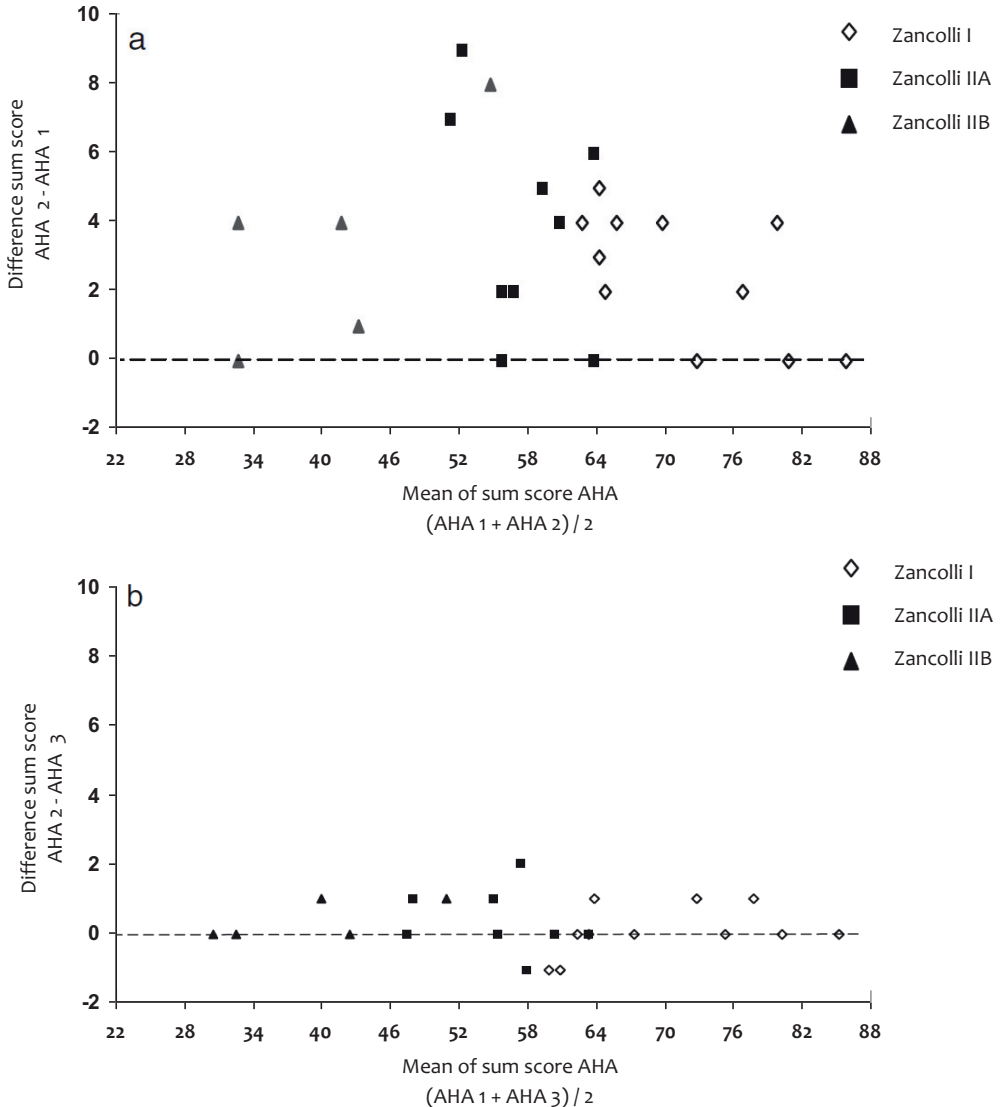 a
10
8
6
4
2
0
-2
Difference sum score
AHA 2 - AHA 1
22 28 34 40 46 52 58 64 70 76 82 88
Mean of sum score AHA
(AHA 1 + AHA 2) / 2
Zancolli I
Zancolli IIA
Zancolli IIB
b
10
8
6
4
2
0
-2
Difference sum score
AHA 2 - AHA 3
22 28 34 40 46 52 58 64 70 76 82 88
Mean of sum score AHA
(AHA 1 + AHA 3) / 2
Zancolli I
Zancolli IIA
Zancolli IIB